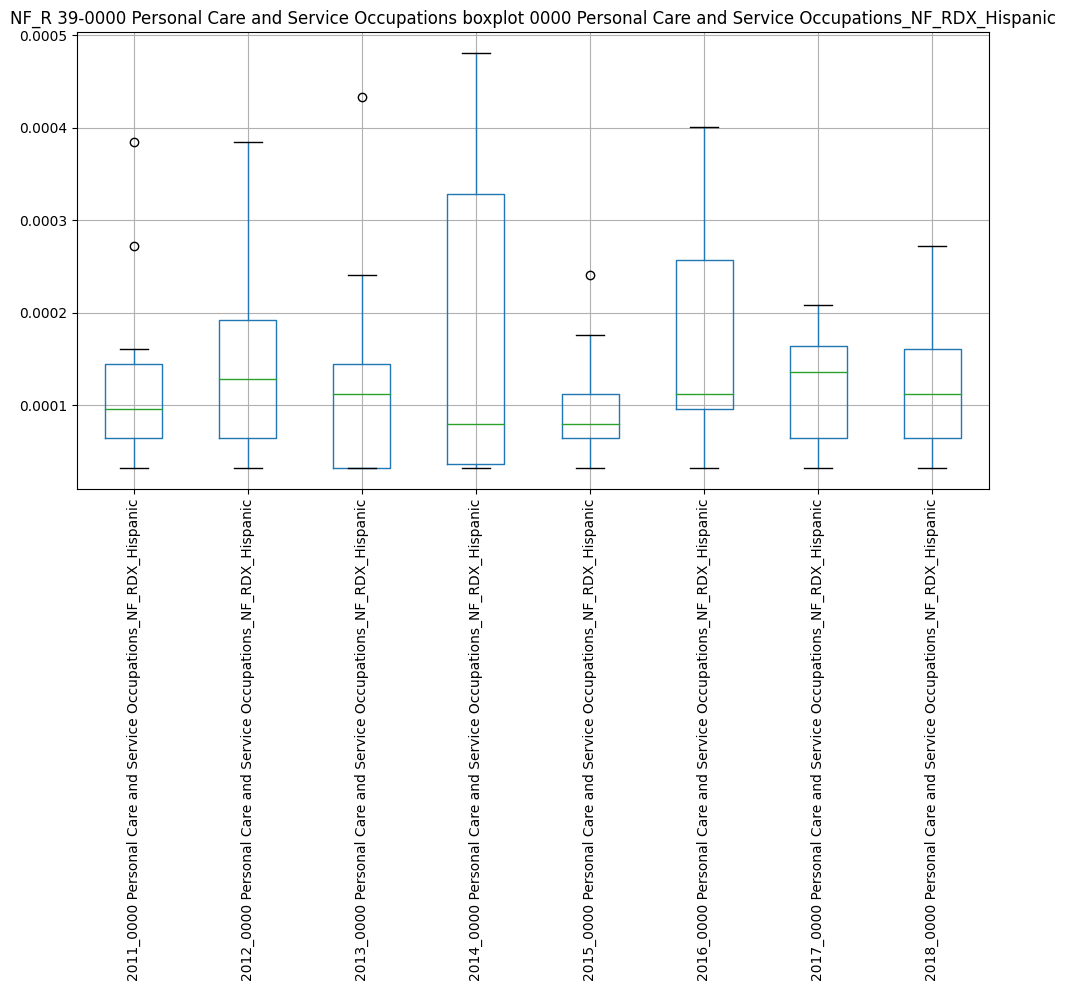 NF_R 39-0000 Personal Care and Service Occupations boxplot 0000 Personal Care and Service Occupations_NF_RDX_Hispanic
0.0005
0.0004
0.0003
0.0002
0.0001
2011_0000 Personal Care and Service Occupations_NF_RDX_Hispanic
2012_0000 Personal Care and Service Occupations_NF_RDX_Hispanic
2013_0000 Personal Care and Service Occupations_NF_RDX_Hispanic
2014_0000 Personal Care and Service Occupations_NF_RDX_Hispanic
2015_0000 Personal Care and Service Occupations_NF_RDX_Hispanic
2016_0000 Personal Care and Service Occupations_NF_RDX_Hispanic
2017_0000 Personal Care and Service Occupations_NF_RDX_Hispanic
2018_0000 Personal Care and Service Occupations_NF_RDX_Hispanic